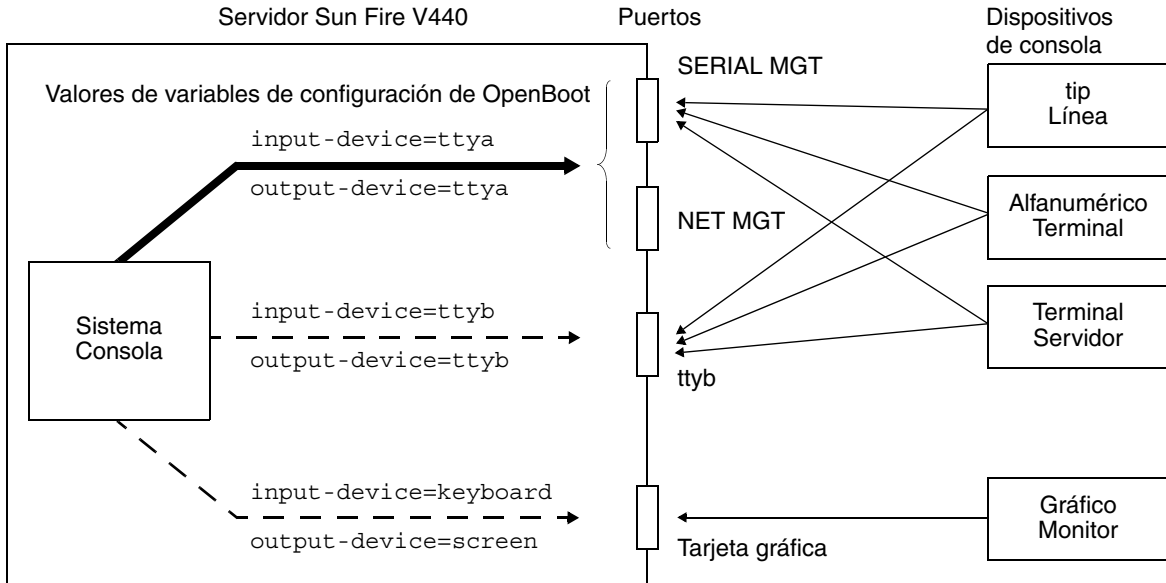 Servidor Sun Fire V440
Puertos
Dispositivos
de consola
Valores de variables de configuración de OpenBoot
input-device=ttya
output-device=ttya
SERIAL MGT
NET MGT
tip
Línea
Alfanumérico
Terminal
Sistema
Consola
input-device=ttyb
output-device=ttyb
ttyb
Terminal
Servidor
input-device=keyboard
output-device=screen
Tarjeta gráfica
Gráfico
Monitor